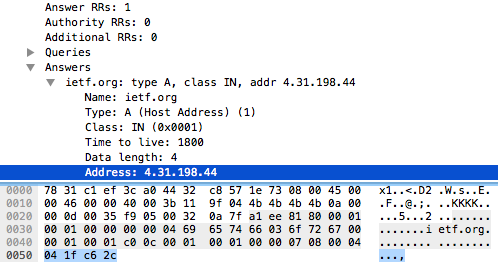 Answer RRs: 1
Authority RRs: 0
Additional RRs: 0
Queries
Answers
ietf.org: type A, class IN, addr 4.31.198.44
Name: ietf.org
Type: A (Host Address) (1)
Class: IN (0x0001)
Time to live: 1800
Data length: 4
Address: 4.31.198.44
0000 78 31 c1 ef 3c a0 44 32 c8 57 1e 73 08 00 45 00 x1..<.D2 .W.s..E.
0010 00 46 00 00 40 00 3b 11 9f 04 4b 4b 4b 4b 0a 00 .F..@.;. ..KKKK..
0020 00 0d 00 35 f9 05 00 32 0a 7f a1 ee 81 80 00 01 ...5...2 ........
0030 00 01 00 00 00 00 04 69 65 74 66 03 6f 72 67 00 .......i etf.org.
0040 00 01 00 01 c0 0c 00 01 00 01 00 00 07 08 00 04 ........ ........
0050 04 1f c6 2c ...,